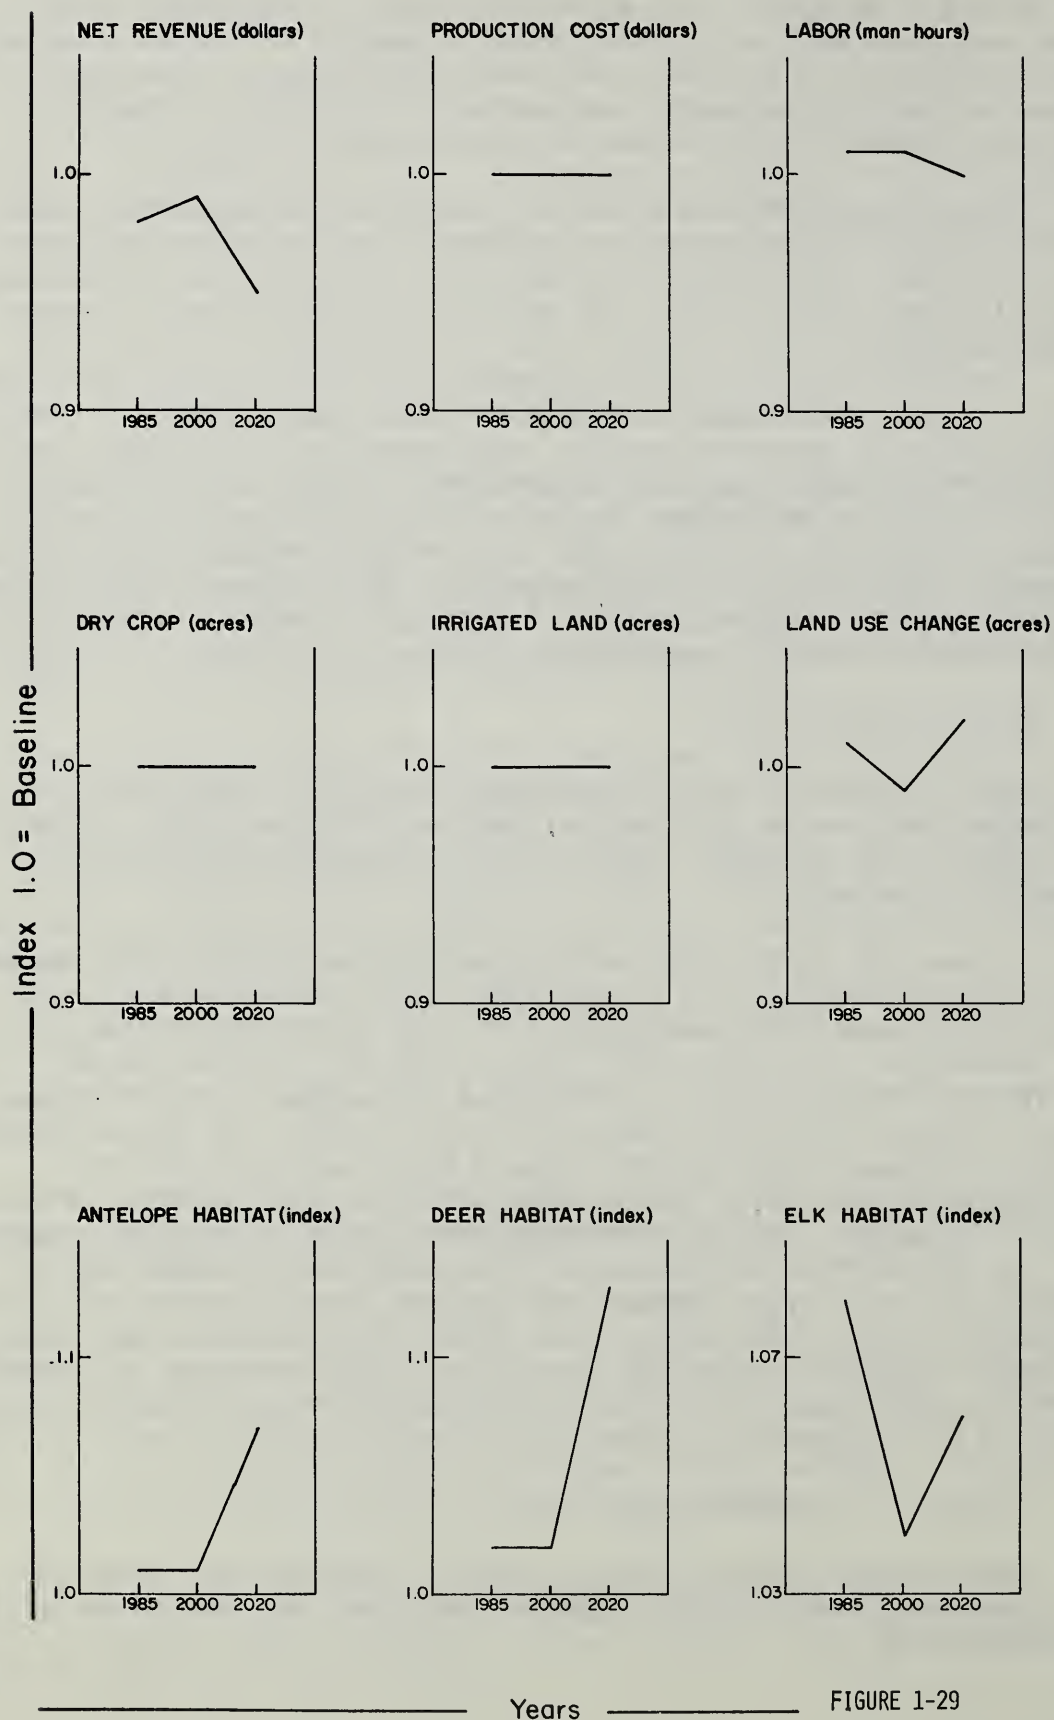 NET REVENUE (dollars)
1.0
0.9
1985 2000 2020
PRODUCTION COST (dollars)
1.0
0.9
1985 2000 2020
LABOR (man-hours)
1.0
0.9
1985 2000 2020
DRY CROP (acres)
1.0
0.9
1985 2000 2020
IRRIGATED LAND (acres)
1.0
0.9
1985 2000 2020
LAND USE CHANGE (acres)
1.0
0.9
1985 2000 2020
ANTELOPE HABITAT (index)
1.1
1.0
1985 2000 2020
DEER HABITAT (index)
1.1
1.0
1985 2000 2020
ELK HABITAT (index)
1.07
1.03
1985 2000 2020
Index 1.0 = Baseline
Years
FIGURE 1-29